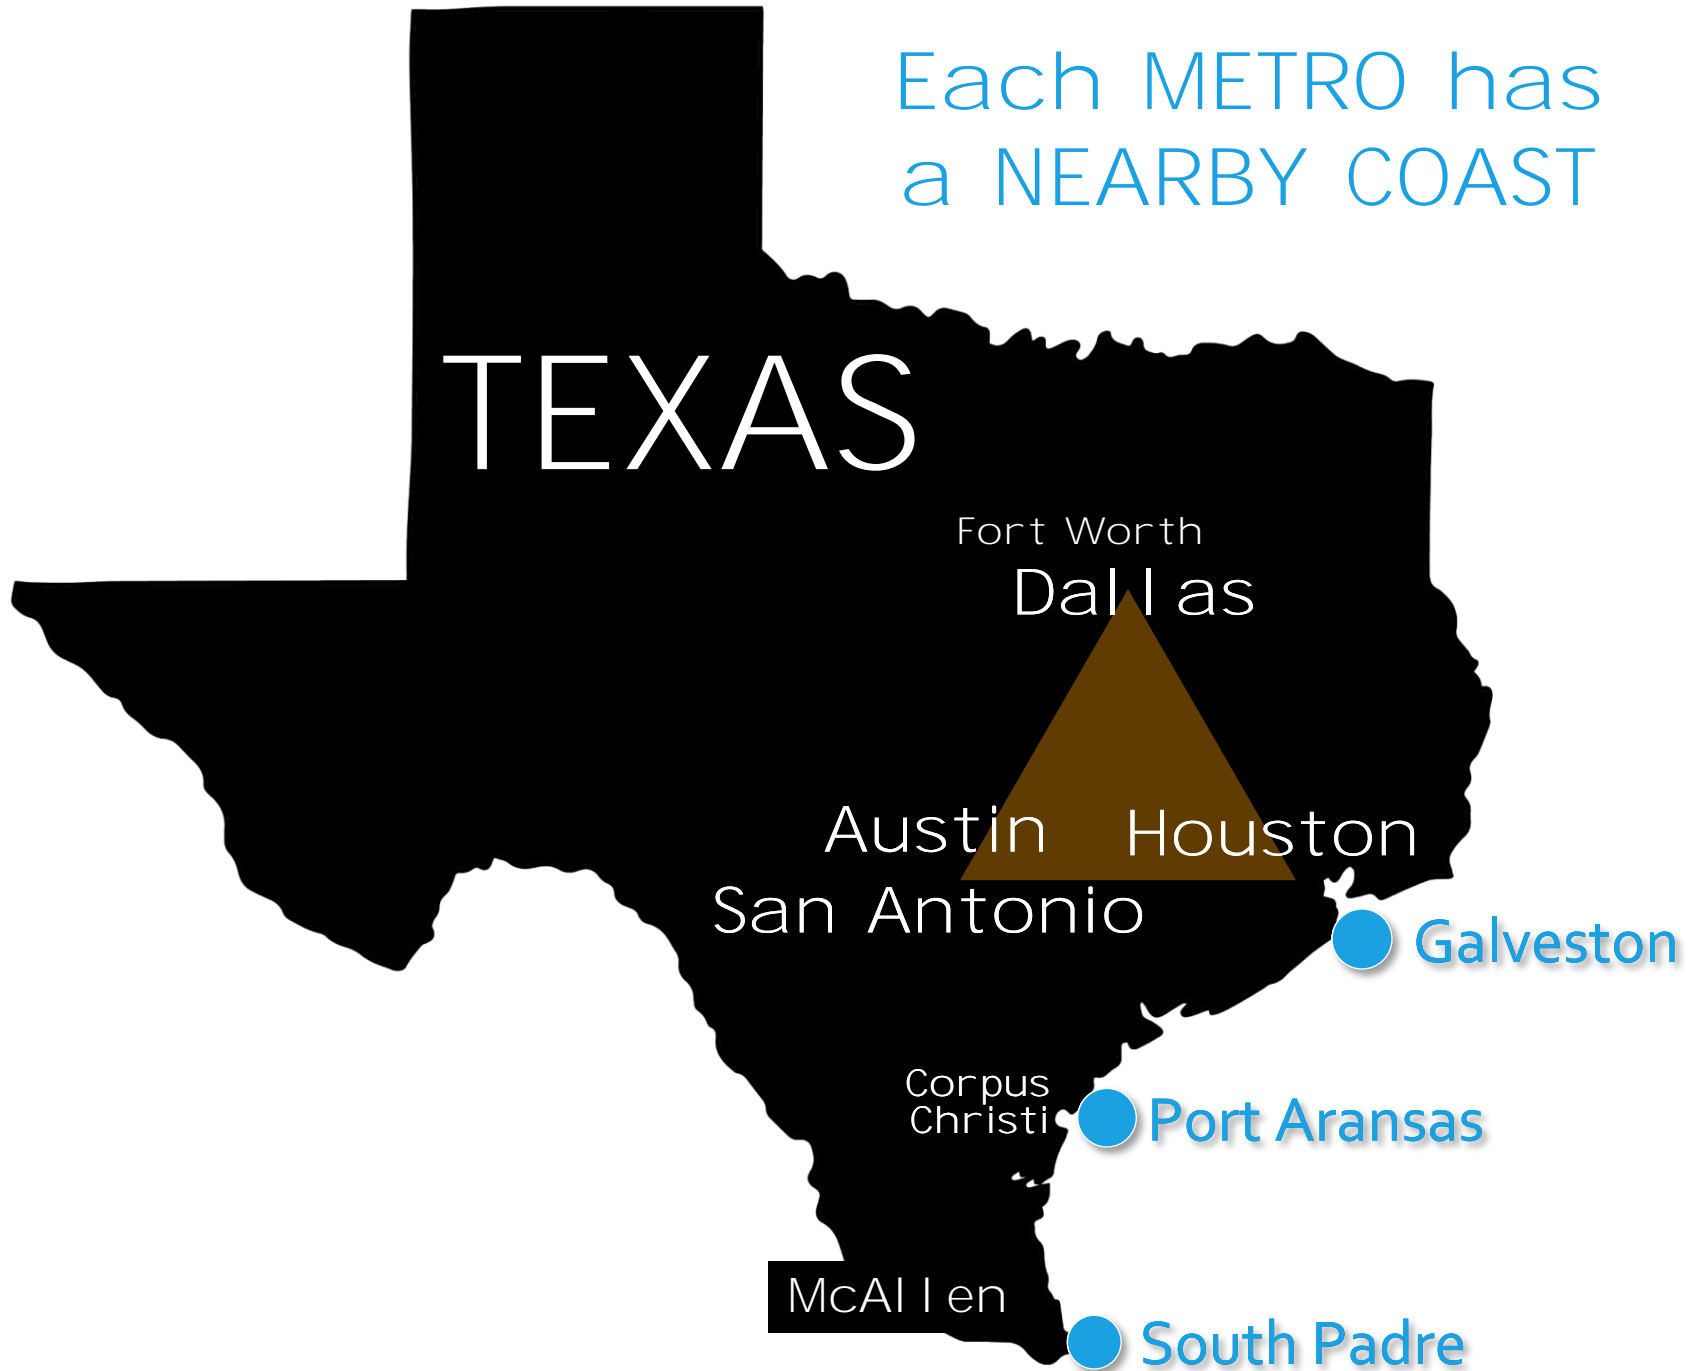 Each METRO has
a NEARBY COAST
TEXAS
Fort Worth
Dallas
Austin
Houston
San Antonio
Galveston
Corpus
Christi
Port Aransas
McAllen
South Padre